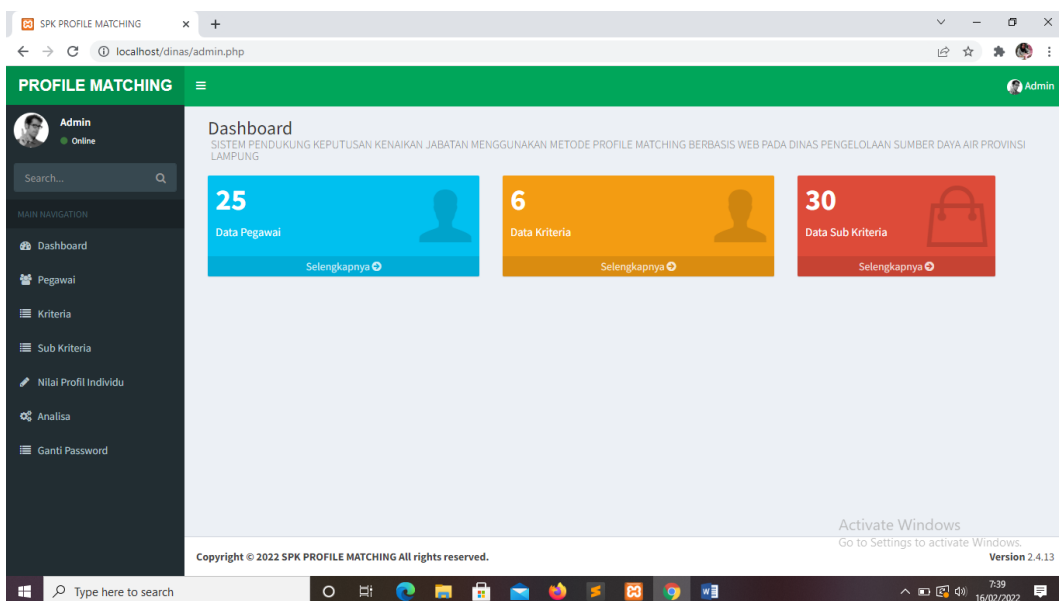 SPK PROFILE MATCHING
localhost/dinas/admin.php
PROFILE MATCHING
Admin
Admin
Online
Search...
MAIN NAVIGATION
Dashboard
Pegawai
Kriteria
Sub Kriteria
Nilai Profil Individu
Analisa
Ganti Password
Dashboard
SISTEM PENDUKUNG KEPUTUSAN KENAIKAN JABATAN MENGGUNAKAN METODE PROFILE MATCHING BERBASIS WEB PADA DINAS PENGELOLAAN SUMBER DAYA AIR PROVINSI
LAMPUNG
25
Data Pegawai
Selengkapnya
6
Data Kriteria
Selengkapnya
30
Data Sub Kriteria
Selengkapnya
Activate Windows
Go to Settings to activate Windows.
Copyright © 2022 SPK PROFILE MATCHING All rights reserved.
Version 2.4.13
Type here to search
7:39
16/02/2022